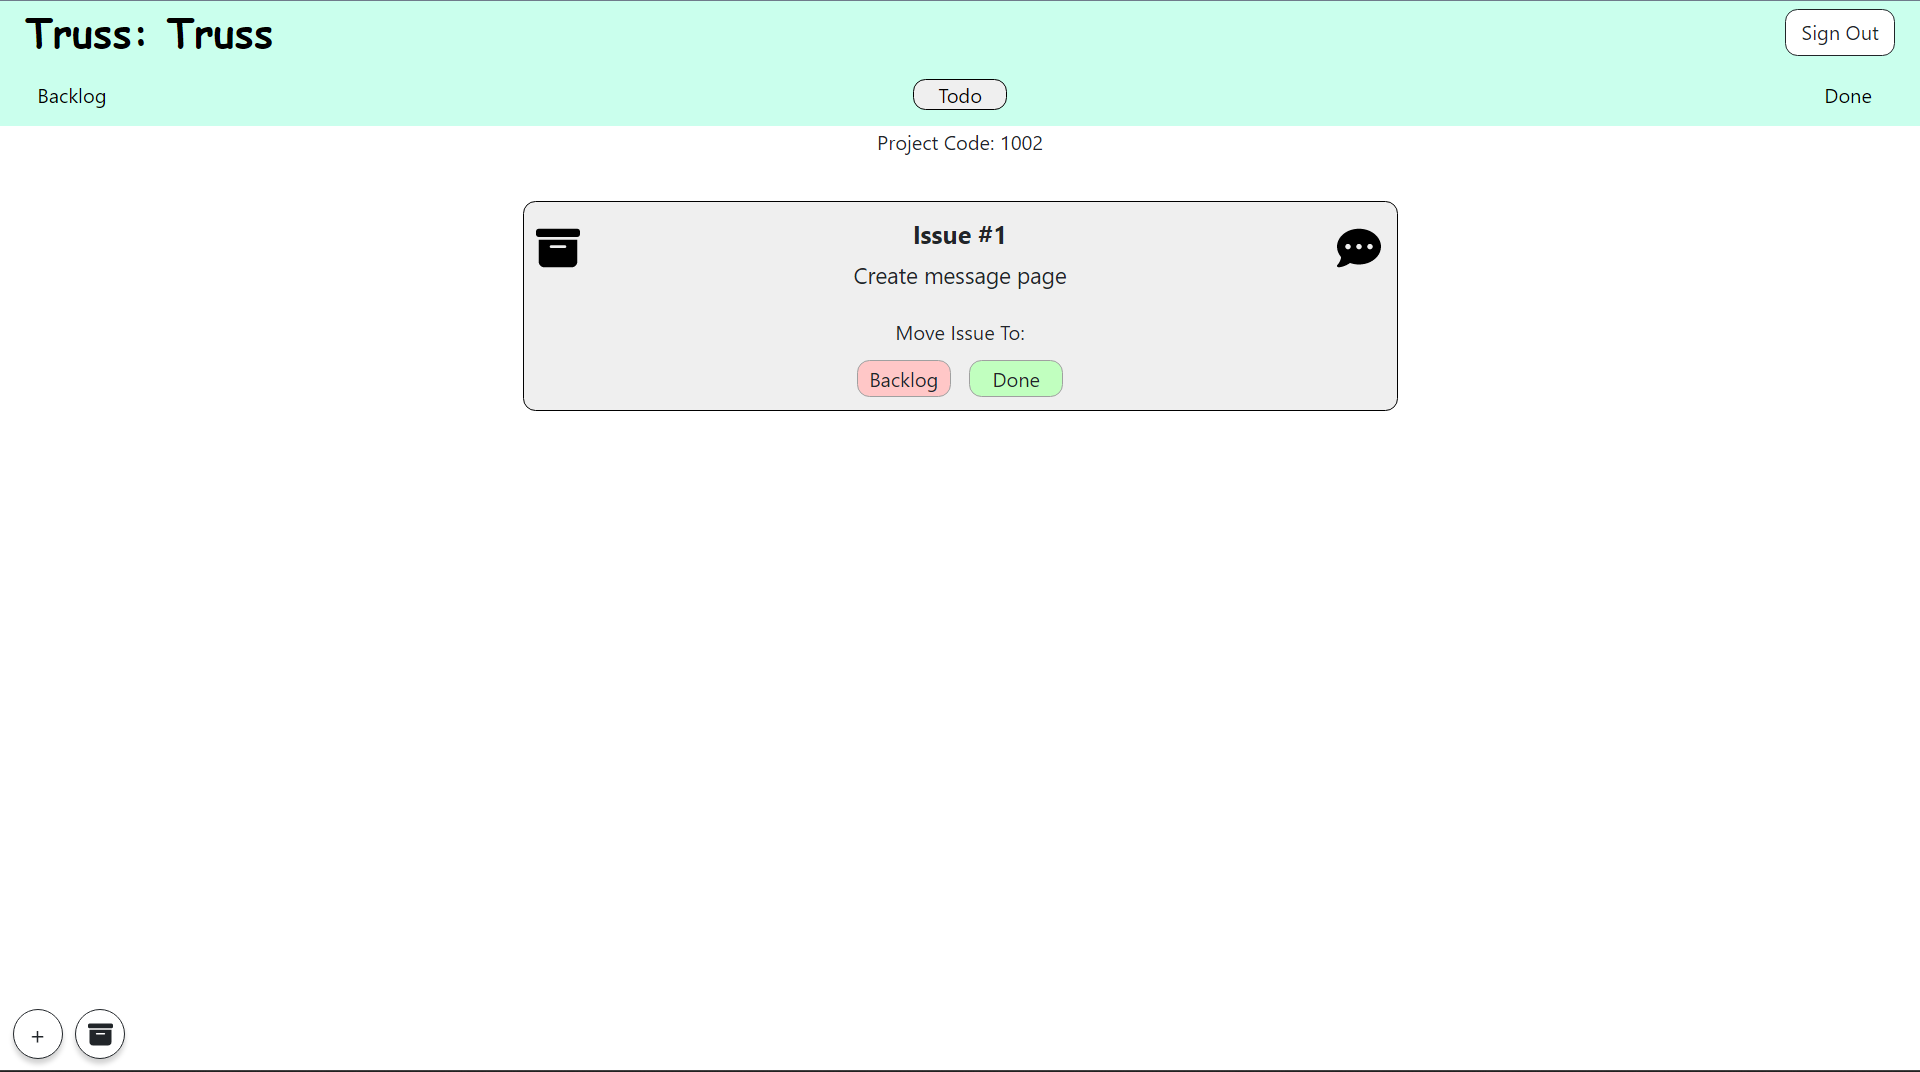 Truss: Truss
Sign Out
Backlog
Todo
Done
Project Code: 1002
Issue #1
Create message page
Move Issue To:
Backlog
Done
+